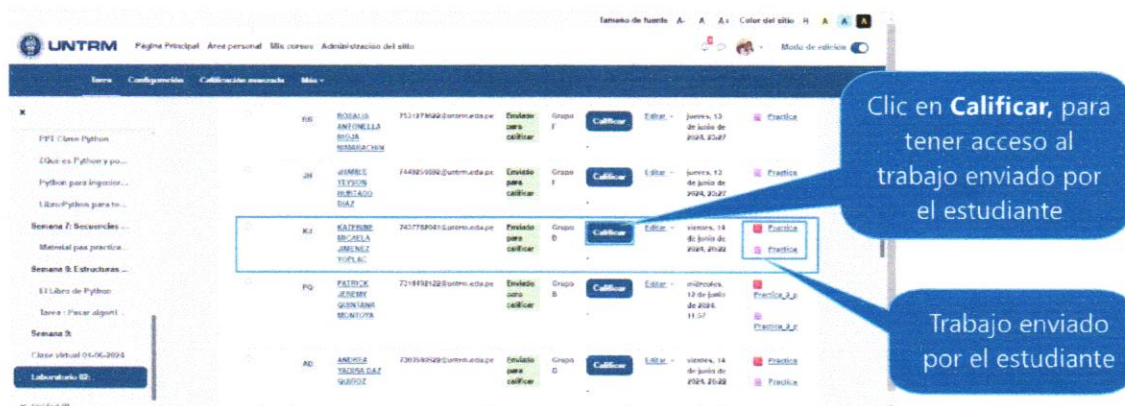 Tamaño de fuente A- A A+ Color del sitio R A A A
UNTRM Página Principal Área personal Mis cursos Administración del sitio Modo de edición
Tarea Configuración Calificación avanzada Más
PPT Clase Python
¿Que es Python y po...
Python para ingenier...
Libro Python para to...
Semana 7: Secuencias ...
Material pas practica...
Semana 8: Estructuras ...
El Libro de Python
Tarea : Pasar algorit...
Semana 9:
Clase virtual 04-06-2024
Laboratorio 02:
RS
ROSALIS
ANTONELLA
RIOJA
Enviado
para
calificar
Grupo
Calificar
Editar
jueves, 13
de junio de
2024, 20:27
Practica
JH
YEYSON
HURTADO
DIAZ
Enviado
para
calificar
Grupo
Calificar
Editar
jueves, 13
de junio de
2024, 20:27
Practica
KJ
KATERINE
MICAELA
JIMENEZ
YOPLAC
Enviado
para
calificar
Grupo
B
Calificar
Editar
viernes, 14
de junio de
2024, 20:22
Practica
Practica
PQ
PATRICK
JEREMY
QUINTANA
MONTOYA
Enviado
para
calificar
Grupo
B
Calificar
Editar
miércoles,
12 de junio
de 2024,
11:57
Practica_3_p
Practica_3_p
AD
ANDREA
YADIRA DAZ
QUIROZ
Enviado
para
calificar
Grupo
Calificar
Editar
viernes, 14
de junio de
2024, 20:22
Practica
Practica
Clic en Calificar, para
tener acceso al
trabajo enviado por
el estudiante
Trabajo enviado
por el estudiante